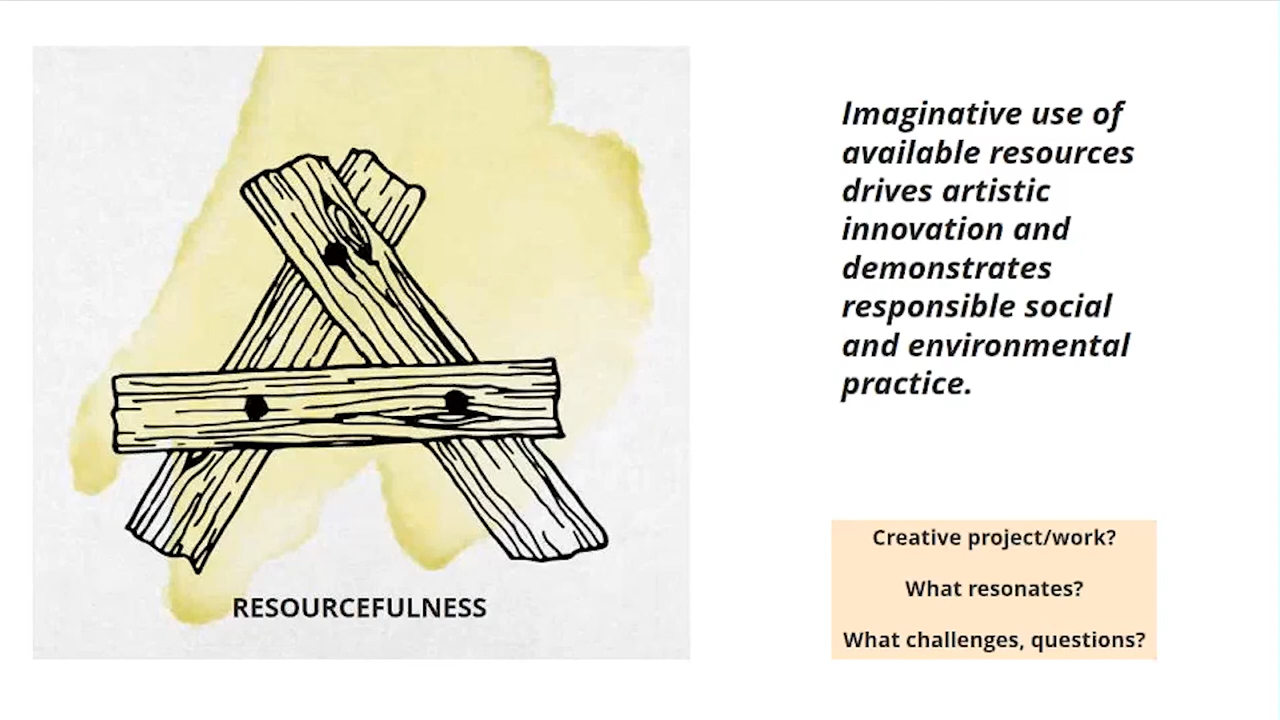 RESOURCEFULNESS
Imaginative use of
available resources
drives artistic
innovation and
demonstrates
responsible social
and environmental
practice.
Creative project/work?
What resonates?
What challenges, questions?